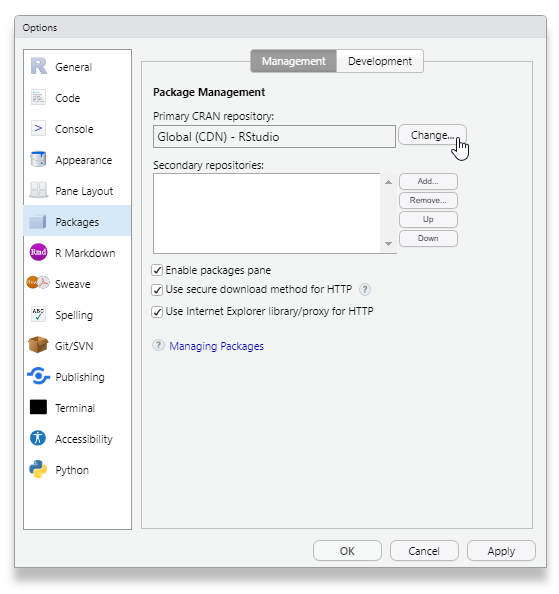 Options
General
Code
Console
Appearance
Pane Layout
Packages
R Markdown
Sweave
Spelling
Git/SVN
Publishing
Terminal
Accessibility
Python
Management
Development
Package Management
Primary CRAN repository:
Global (CDN) - RStudio
Change...
Secondary repositories:
Add...
Remove...
Up
Down
Enable packages pane
Use secure download method for HTTP ?
Use Internet Explorer library/proxy for HTTP
? Managing Packages
OK
Cancel
Apply